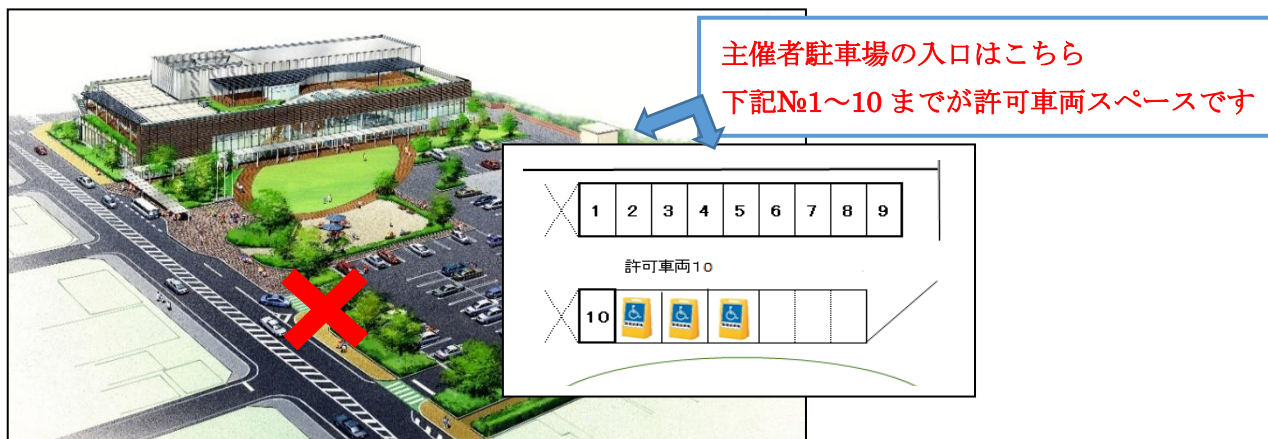 主催者駐車場の入口はこちら
下記№1～10 までが許可車両スペースです
1 2 3 4 5 6 7 8 9
許可車両10
10